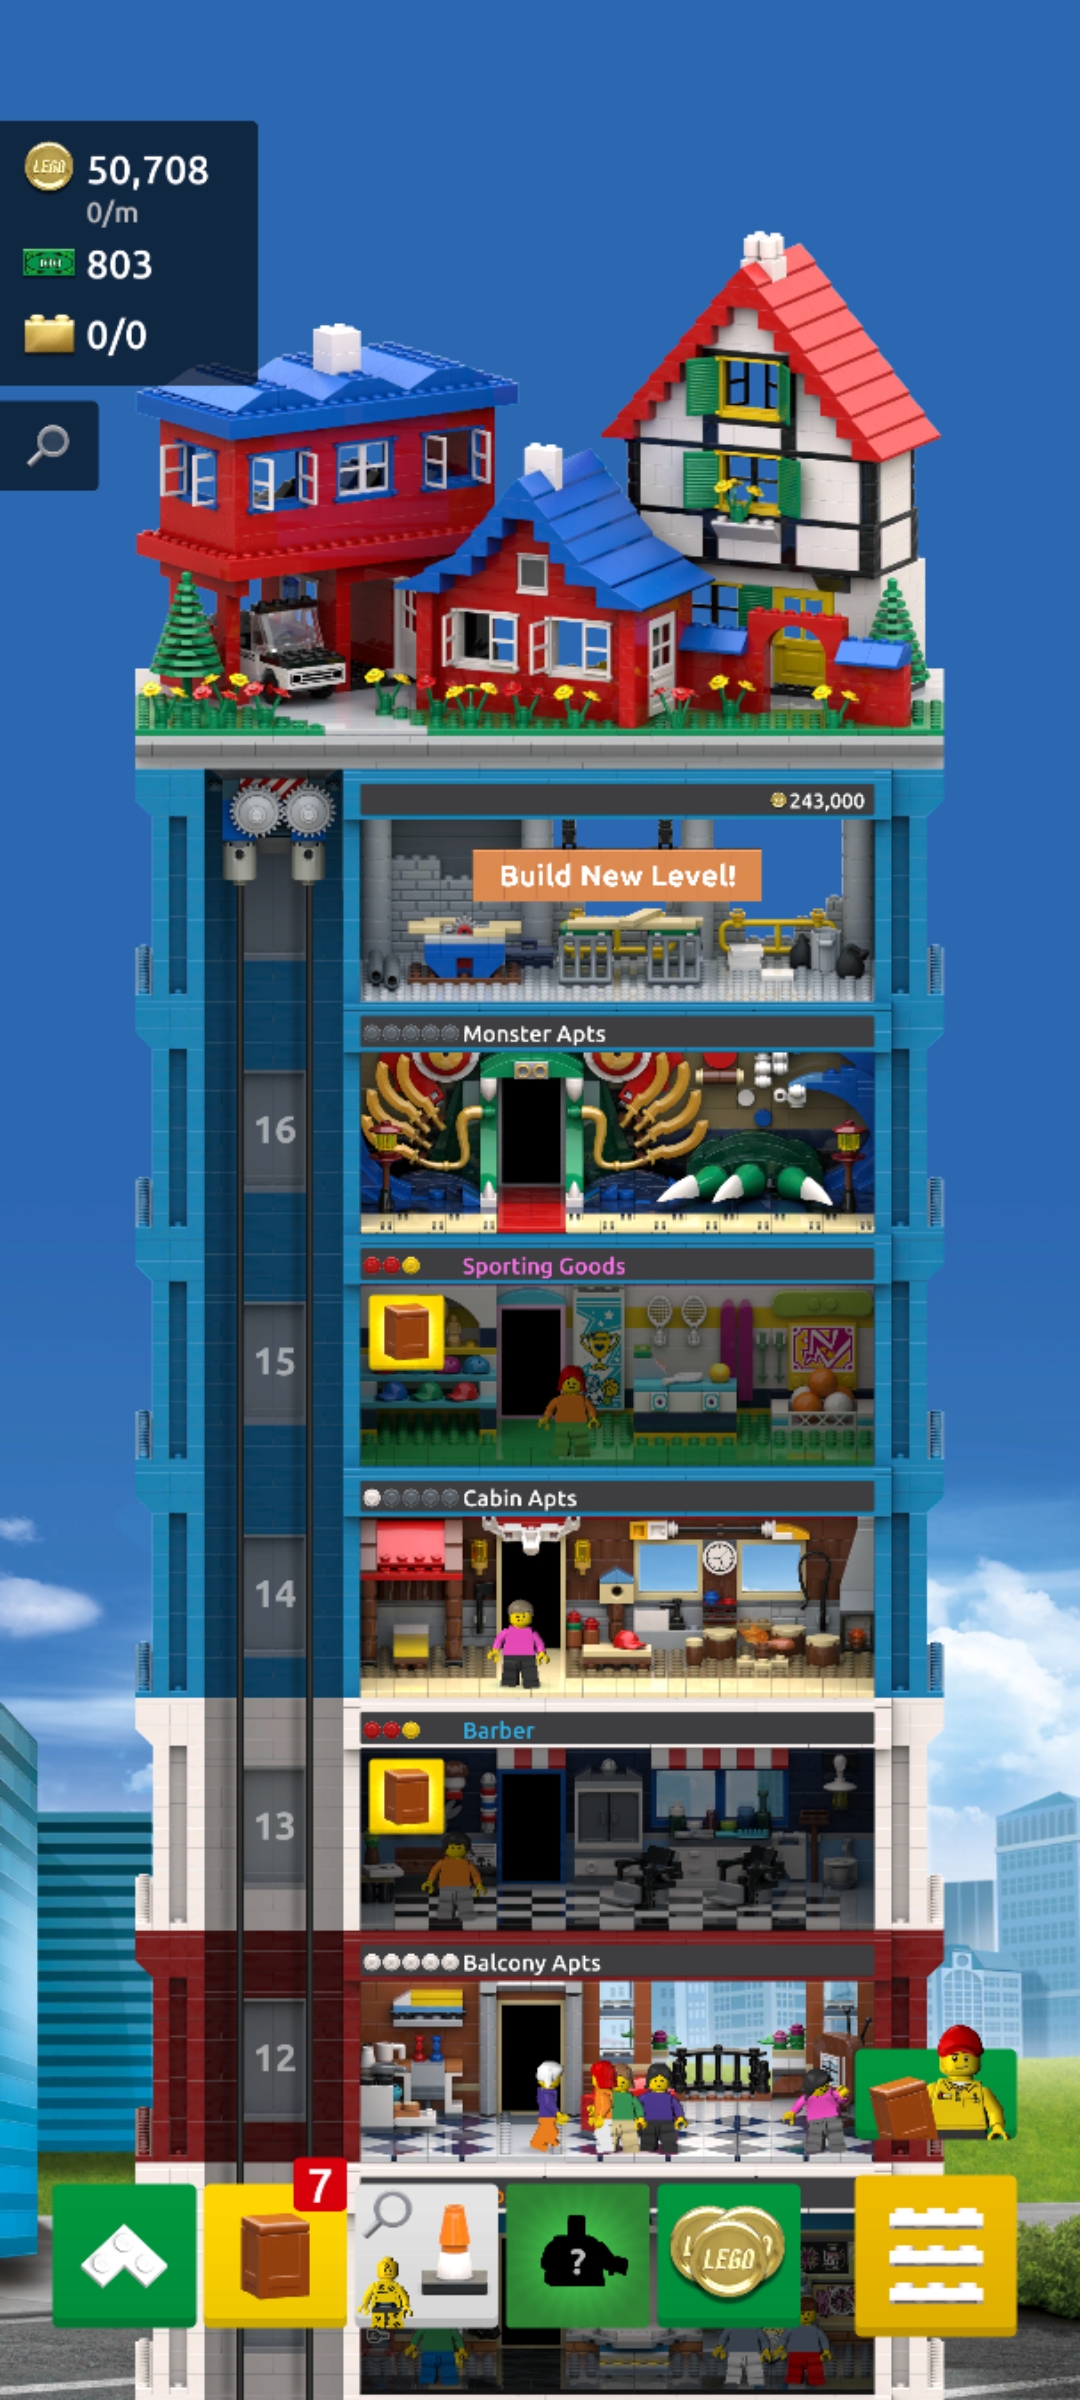 LEGO 50,708
0/m
803
0/0
243,000
Build New Level!
Monster Apts
16
Sporting Goods
15
Cabin Apts
14
Barber
13
Balcony Apts
12
7
?
LEGO